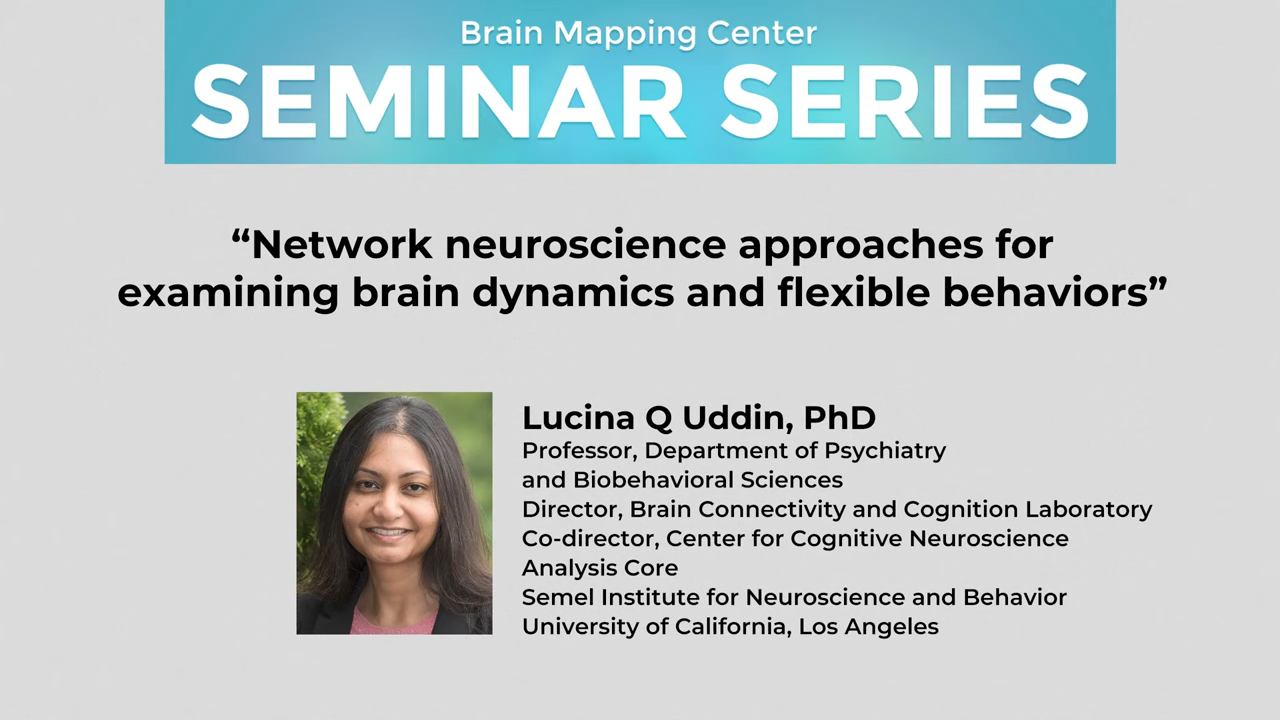 Brain Mapping Center
SEMINAR SERIES
“Network neuroscience approaches for
examining brain dynamics and flexible behaviors”
Lucina Q Uddin, PhD
Professor, Department of Psychiatry
and Biobehavioral Sciences
Director, Brain Connectivity and Cognition Laboratory
Co-director, Center for Cognitive Neuroscience
Analysis Core
Semel Institute for Neuroscience and Behavior
University of California, Los Angeles